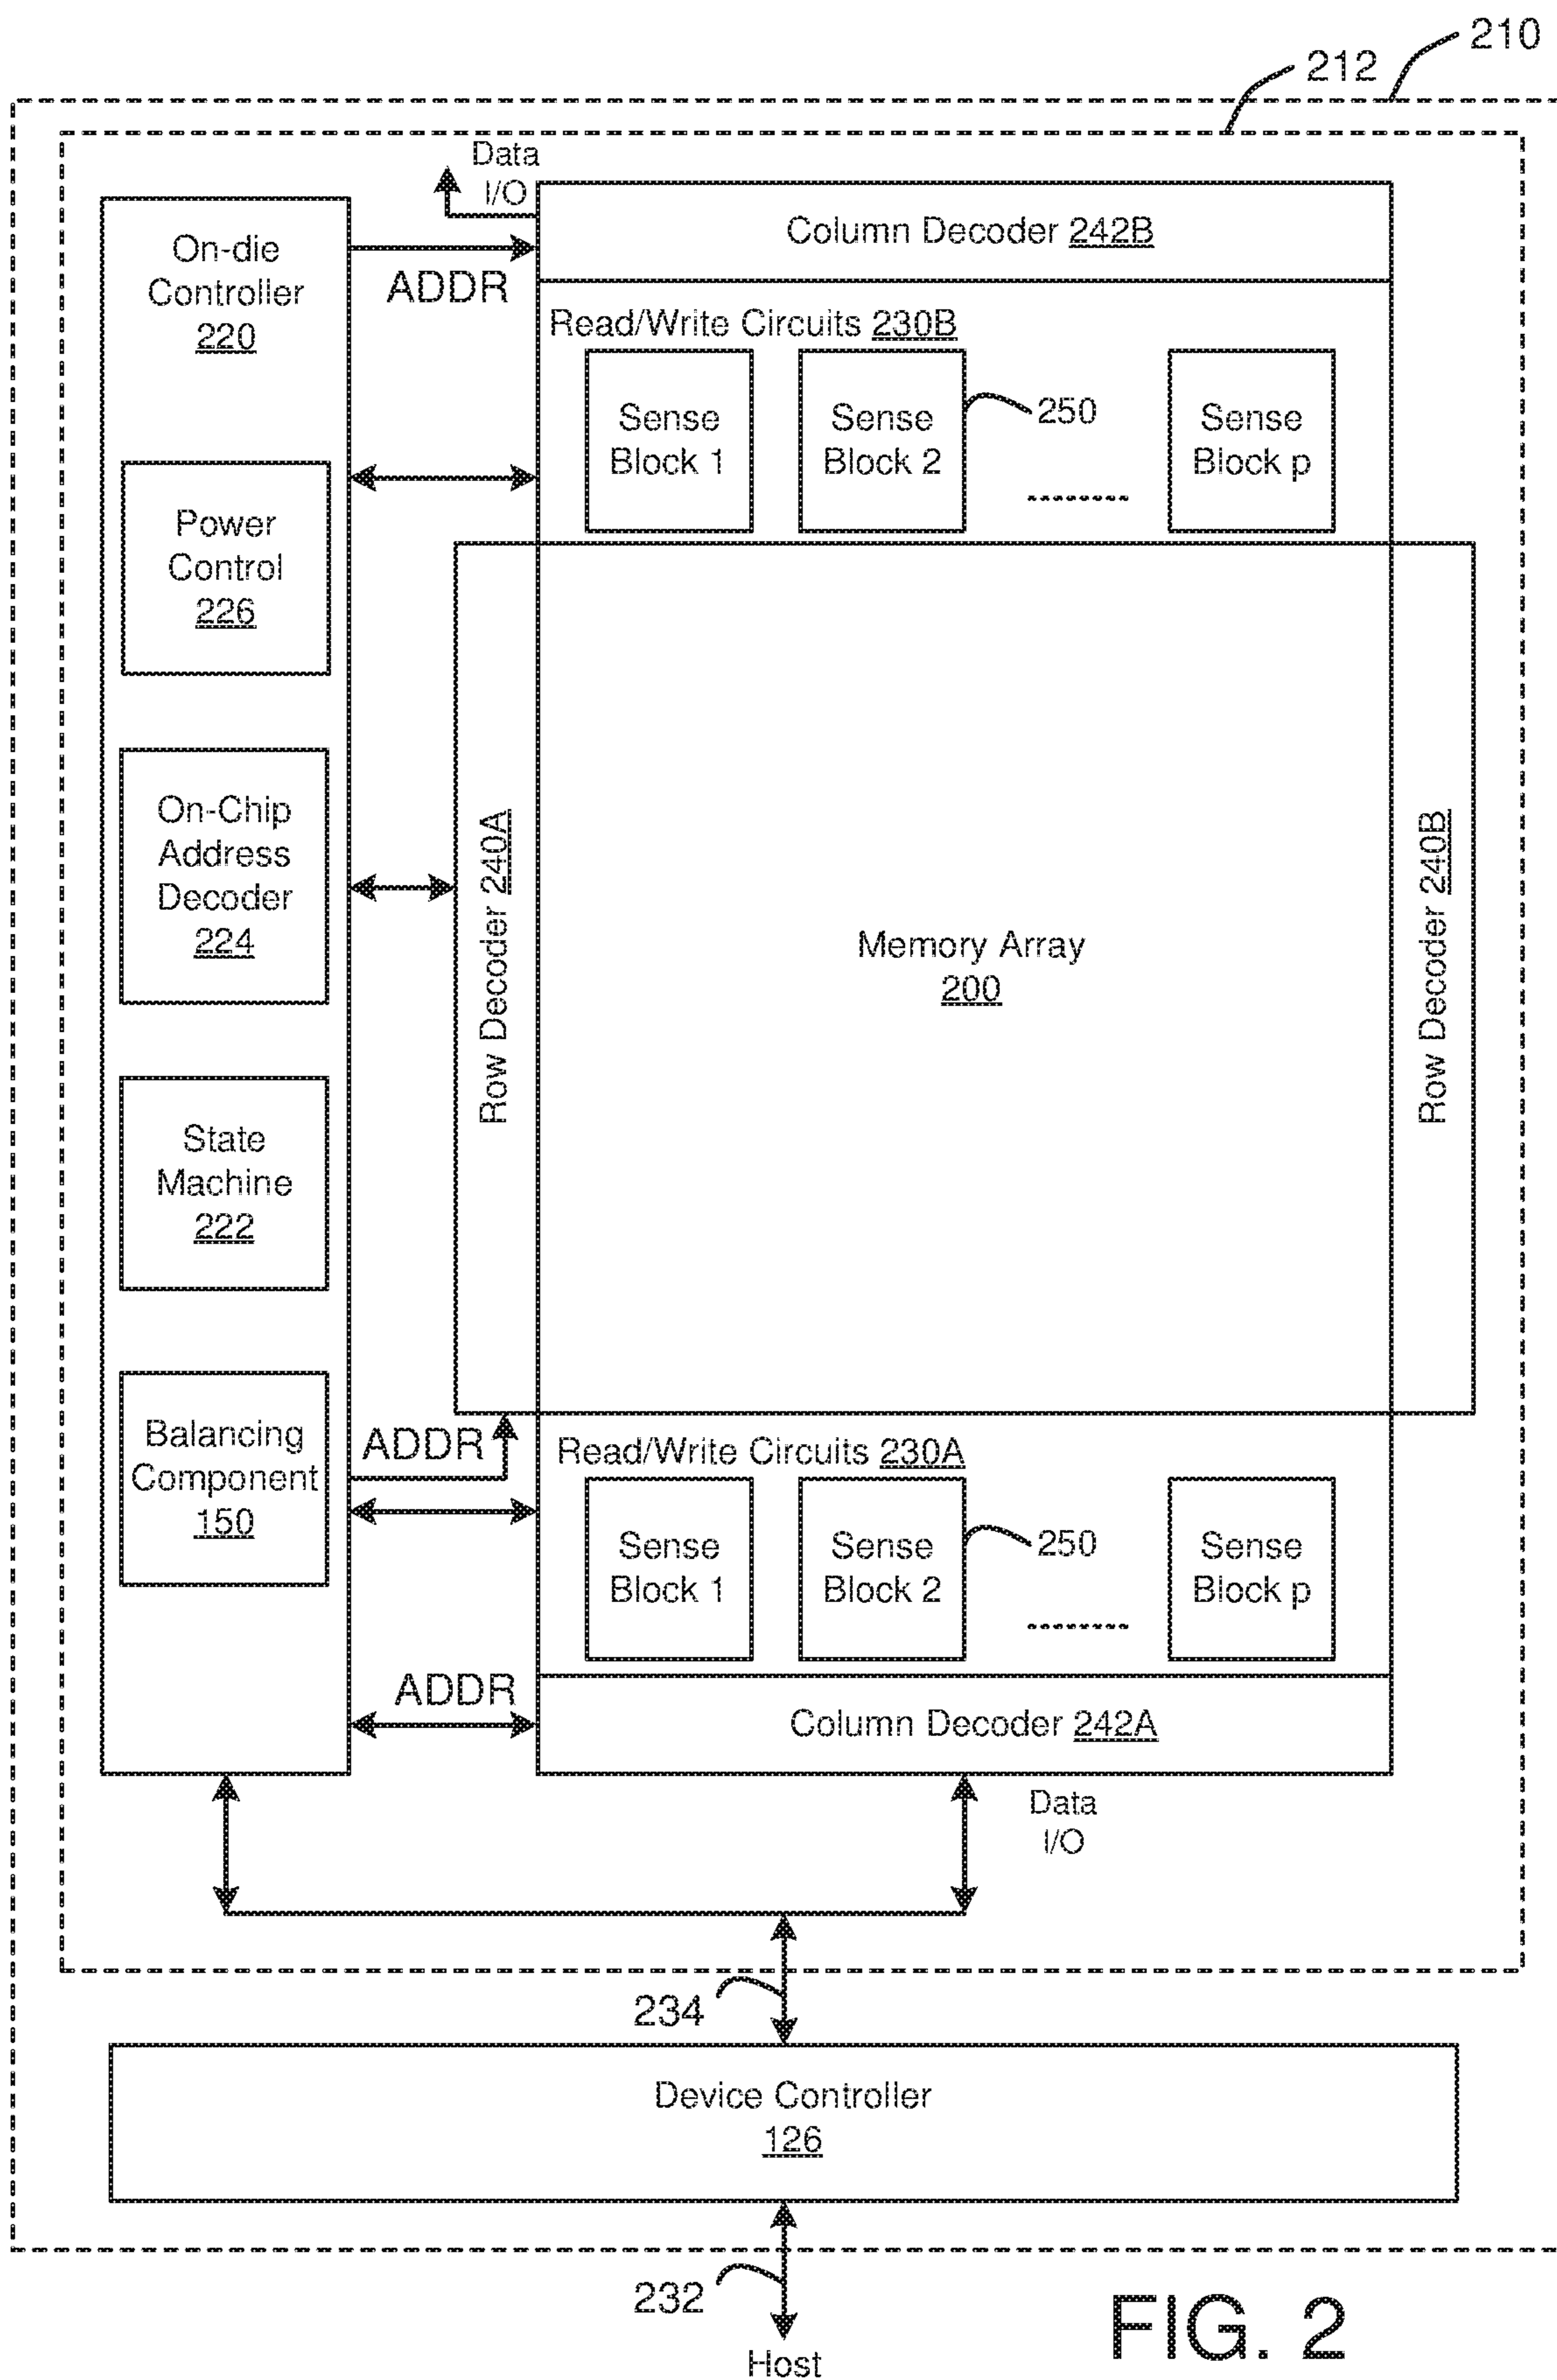 210
212
Data
I/O
On-die
Controller
220
ADDR
Column Decoder 242B
Read/Write Circuits 230B
Sense
Block 1
Sense
Block 2
250
Sense
Block p
Power
Control
226
On-Chip
Address
Decoder
224
Row Decoder 240A
Memory Array
200
Row Decoder 240B
State
Machine
222
Balancing
Component
150
ADDR
Read/Write Circuits 230A
Sense
Block 1
Sense
Block 2
250
Sense
Block p
ADDR
Column Decoder 242A
Data
I/O
234
Device Controller
126
232
Host
FIG. 2